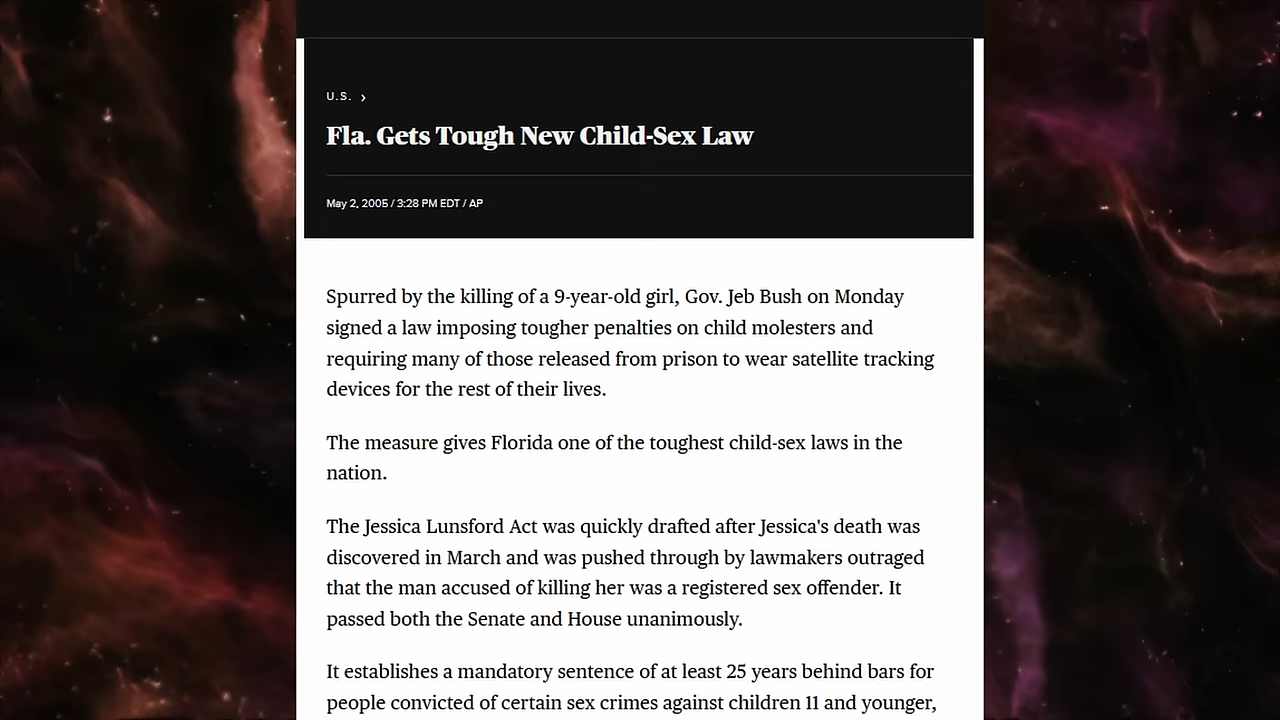 U.S. ›
Fla. Gets Tough New Child-Sex Law
May 2, 2005 / 3:28 PM EDT / AP
Spurred by the killing of a 9-year-old girl, Gov. Jeb Bush on Monday
signed a law imposing tougher penalties on child molesters and
requiring many of those released from prison to wear satellite tracking
devices for the rest of their lives.
The measure gives Florida one of the toughest child-sex laws in the
nation.
The Jessica Lunsford Act was quickly drafted after Jessica's death was
discovered in March and was pushed through by lawmakers outraged
that the man accused of killing her was a registered sex offender. It
passed both the Senate and House unanimously.
It establishes a mandatory sentence of at least 25 years behind bars for
people convicted of certain sex crimes against children 11 and younger,